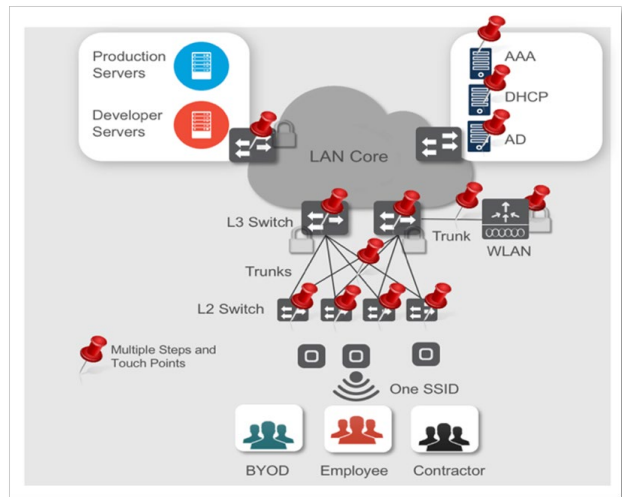 Production
Servers
Developer
Servers
AAA
DHCP
AD
LAN Core
L3 Switch
Trunk
WLAN
Trunks
L2 Switch
Multiple Steps and
Touch Points
One SSID
BYOD
Employee
Contractor